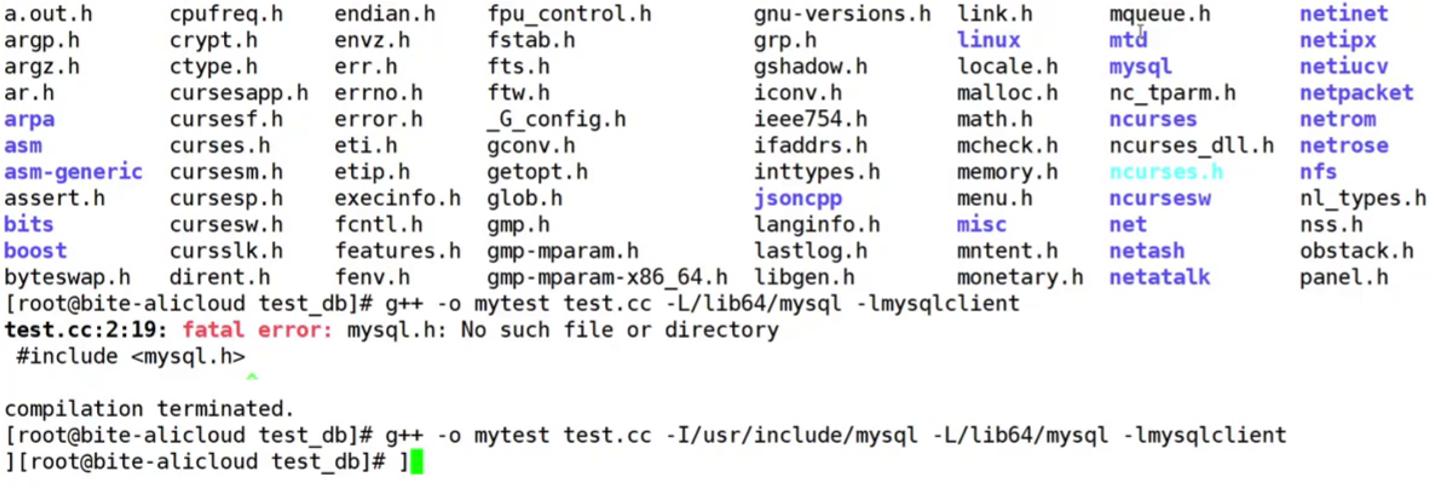 a.out.h cpufreq.h endian.h fpu_control.h gnu-versions.h link.h mqueue.h netinet
argp.h crypt.h envz.h fstab.h grp.h linux mtd netipx
argz.h ctype.h err.h fts.h gshadow.h locale.h mysql netiucv
ar.h cursesapp.h errno.h ftw.h iconv.h malloc.h nc_tparm.h netpacket
arpa cursesf.h error.h _G_config.h ieee754.h math.h ncurses netrom
asm curses.h eti.h gconv.h ifaddrs.h mcheck.h ncurses_dll.h netrose
asm-generic cursesm.h etip.h getopt.h inttypes.h memory.h ncurses.h nfs
assert.h cursesp.h execinfo.h glob.h jsoncpp menu.h ncursesw nl_types.h
bits cursesw.h fcntl.h gmp.h langinfo.h misc net nss.h
boost cursslk.h features.h gmp-mparam.h lastlog.h mntent.h netash obstack.h
byteswap.h dirent.h fenv.h gmp-mparam-x86_64.h libgen.h monetary.h netatalk panel.h
[root@bite-alicloud test_db]# g++ -o mytest test.cc -L/lib64/mysql -lmysqlclient
test.cc:2:19: fatal error: mysql.h: No such file or directory
#include <mysql.h>
^
compilation terminated.
[root@bite-alicloud test_db]# g++ -o mytest test.cc -I/usr/include/mysql -L/lib64/mysql -lmysqlclient
][root@bite-alicloud test_db]# ]